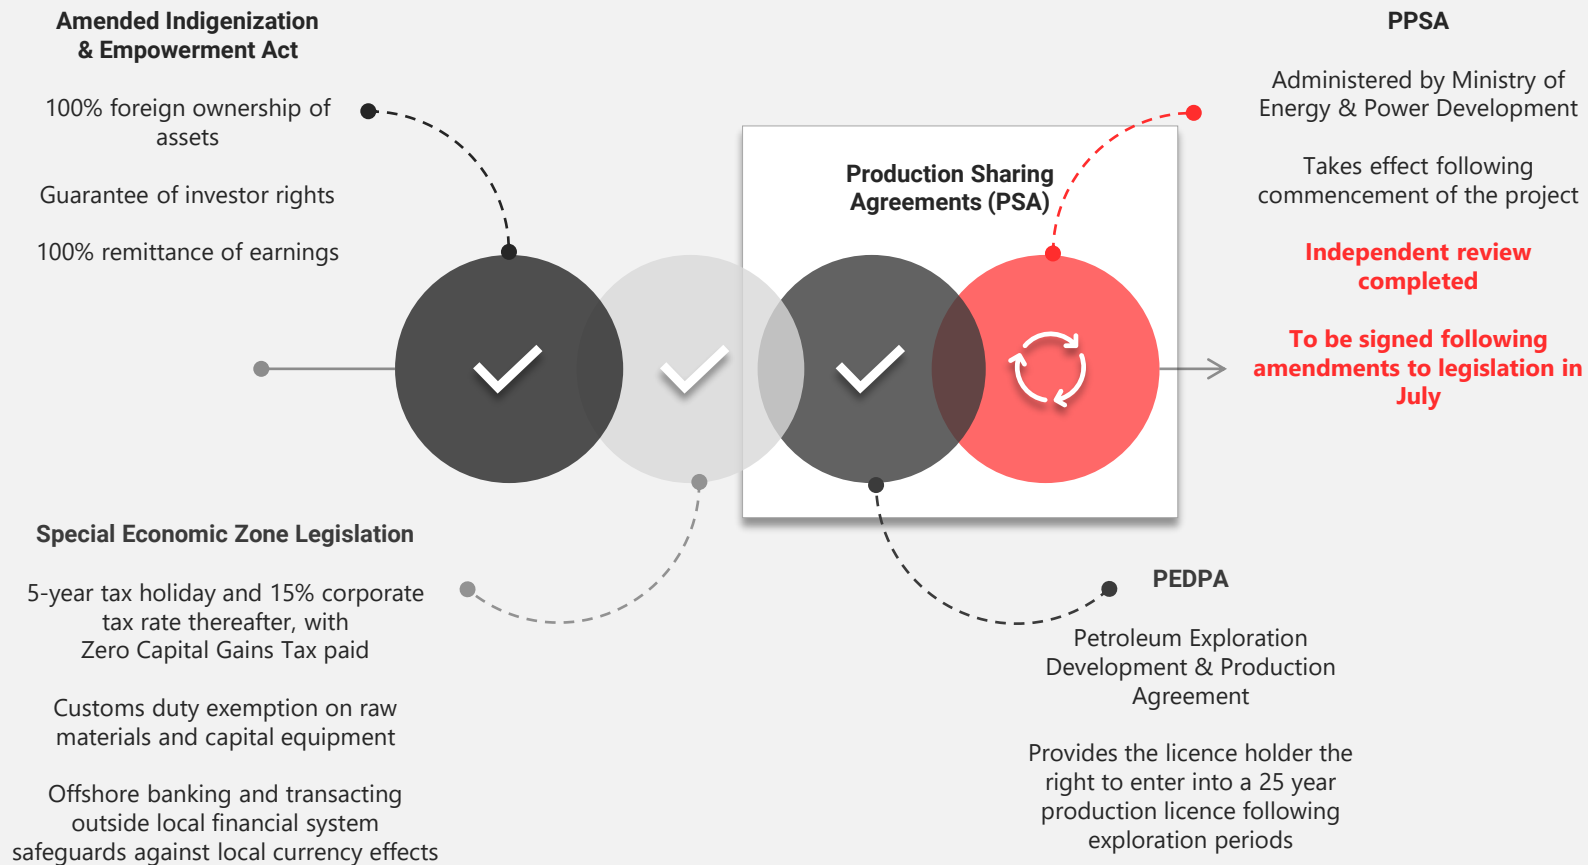 Amended Indigenization
& Empowerment Act
100% foreign ownership of
assets
Guarantee of investor rights
100% remittance of earnings
Special Economic Zone Legislation
5-year tax holiday and 15% corporate
tax rate thereafter, with
Zero Capital Gains Tax paid
Customs duty exemption on raw
materials and capital equipment
Offshore banking and transacting
outside local financial system
safeguards against local currency effects
Production Sharing
Agreements (PSA)
PEDPA
Petroleum Exploration
Development & Production
Agreement
Provides the licence holder the
right to enter into a 25 year
production licence following
exploration periods
PPSA
Administered by Ministry of
Energy & Power Development
Takes effect following
commencement of the project
Independent review
completed
To be signed following
amendments to legislation in
July